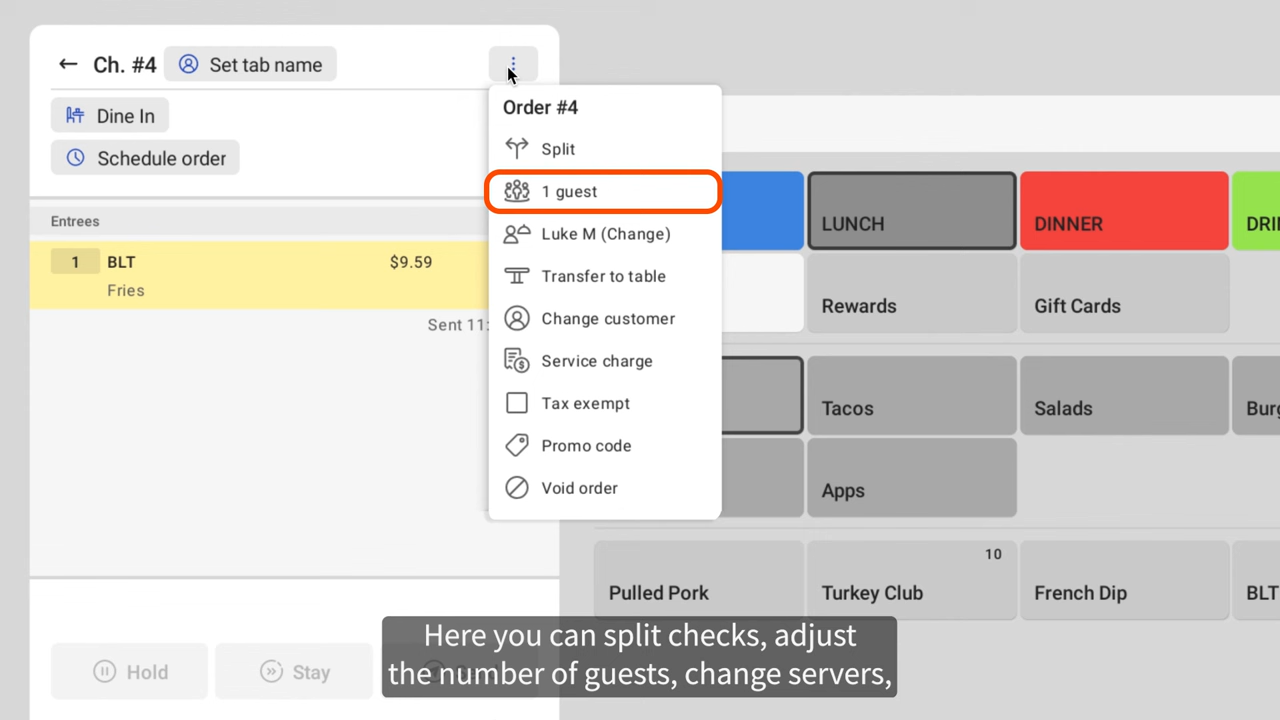 Ch. #4
Set tab name
Dine In
Schedule order
Entrees
1 BLT $9.59
Fries
Sent 11:
Order #4
Split
1 guest
Luke M (Change)
Transfer to table
Change customer
Service charge
Tax exempt
Promo code
Void order
LUNCH
DINNER
Rewards
Gift Cards
Tacos
Salads
Apps
Pulled Pork
10
Turkey Club
French Dip
BLT
Hold
Stay
Here you can split checks, adjust
the number of guests, change servers,